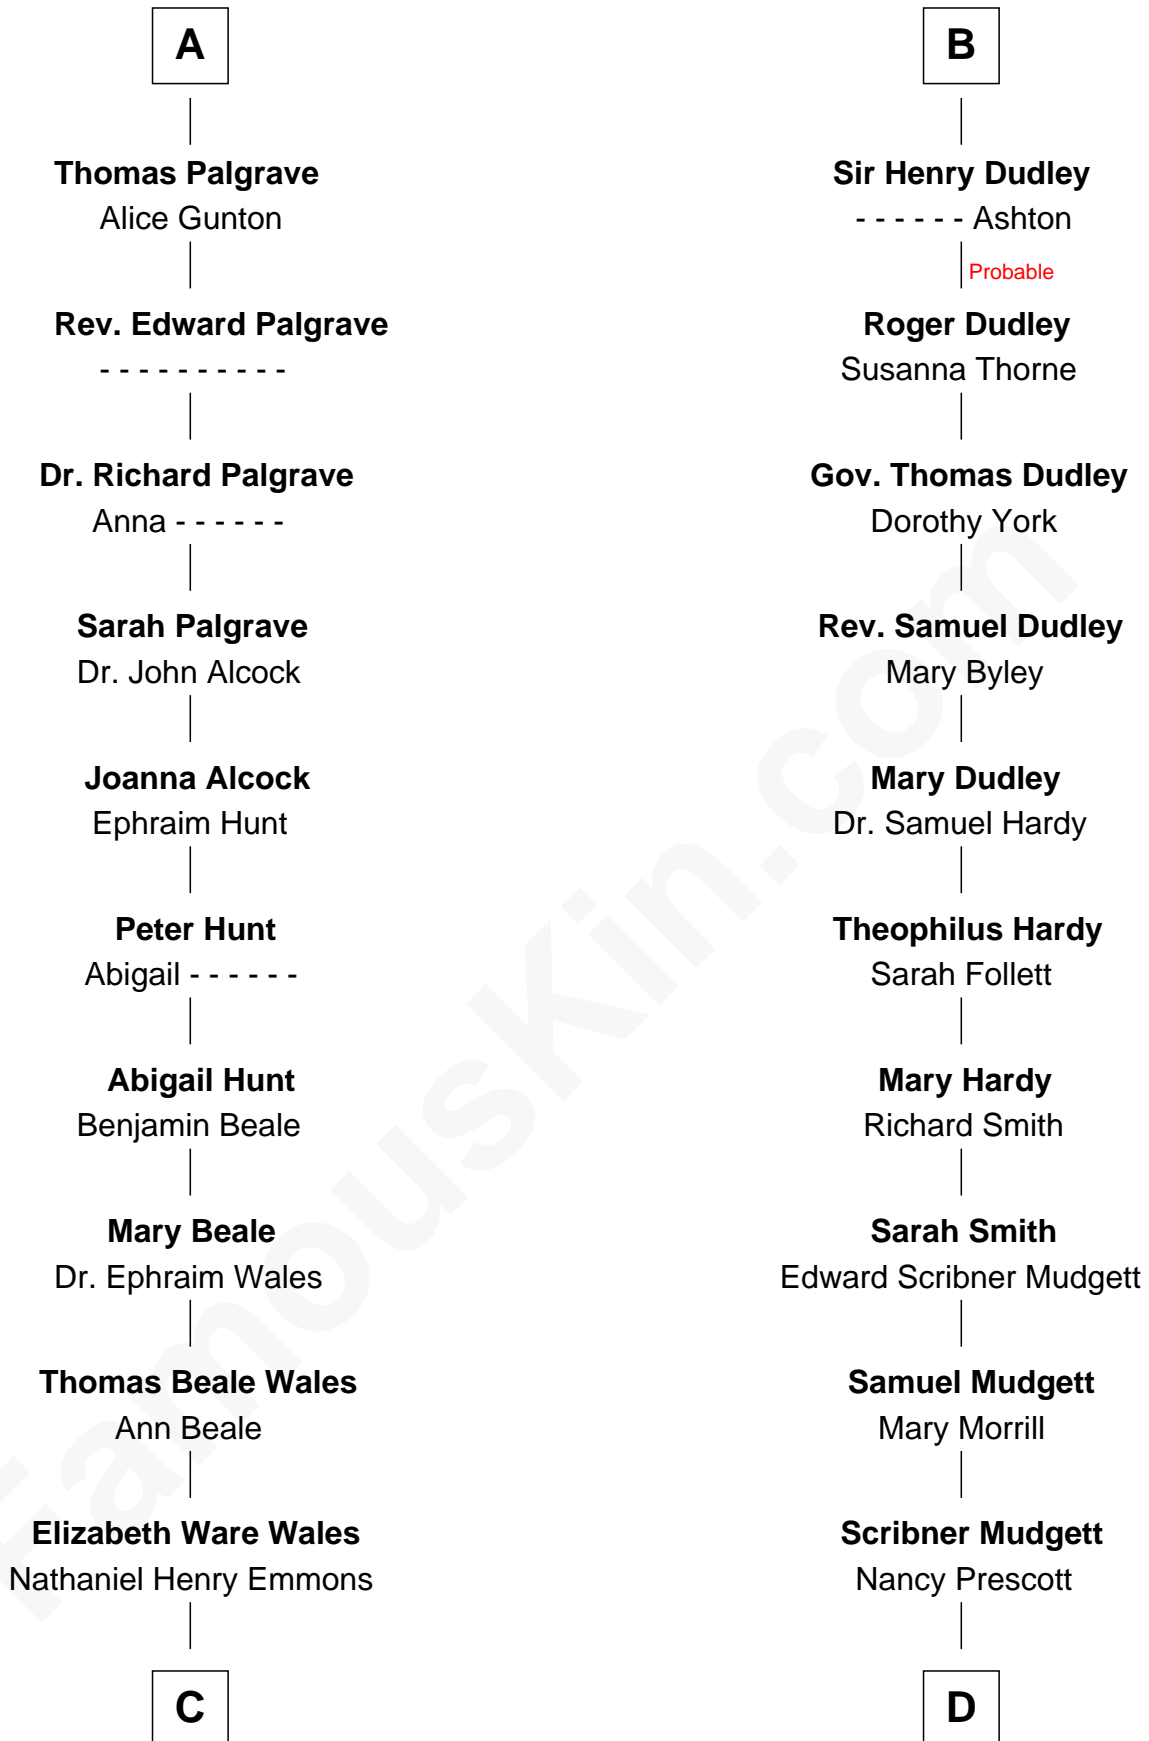 A
Thomas Palgrave
Alice Gunton
Rev. Edward Palgrave
- - - - - - - - - -
Dr. Richard Palgrave
Anna - - - - - -
Sarah Palgrave
Dr. John Alcock
Joanna Alcock
Ephraim Hunt
Peter Hunt
Abigail - - - - - -
Abigail Hunt
Benjamin Beale
Mary Beale
Dr. Ephraim Wales
Thomas Beale Wales
Ann Beale
Elizabeth Ware Wales
Nathaniel Henry Emmons
C
B
Sir Henry Dudley
- - - - - - Ashton
Probable
Roger Dudley
Susanna Thorne
Gov. Thomas Dudley
Dorothy York
Rev. Samuel Dudley
Mary Byley
Mary Dudley
Dr. Samuel Hardy
Theophilus Hardy
Sarah Follett
Mary Hardy
Richard Smith
Sarah Smith
Edward Scribner Mudgett
Samuel Mudgett
Mary Morrill
Scribner Mudgett
Nancy Prescott
D
FamousKin.com